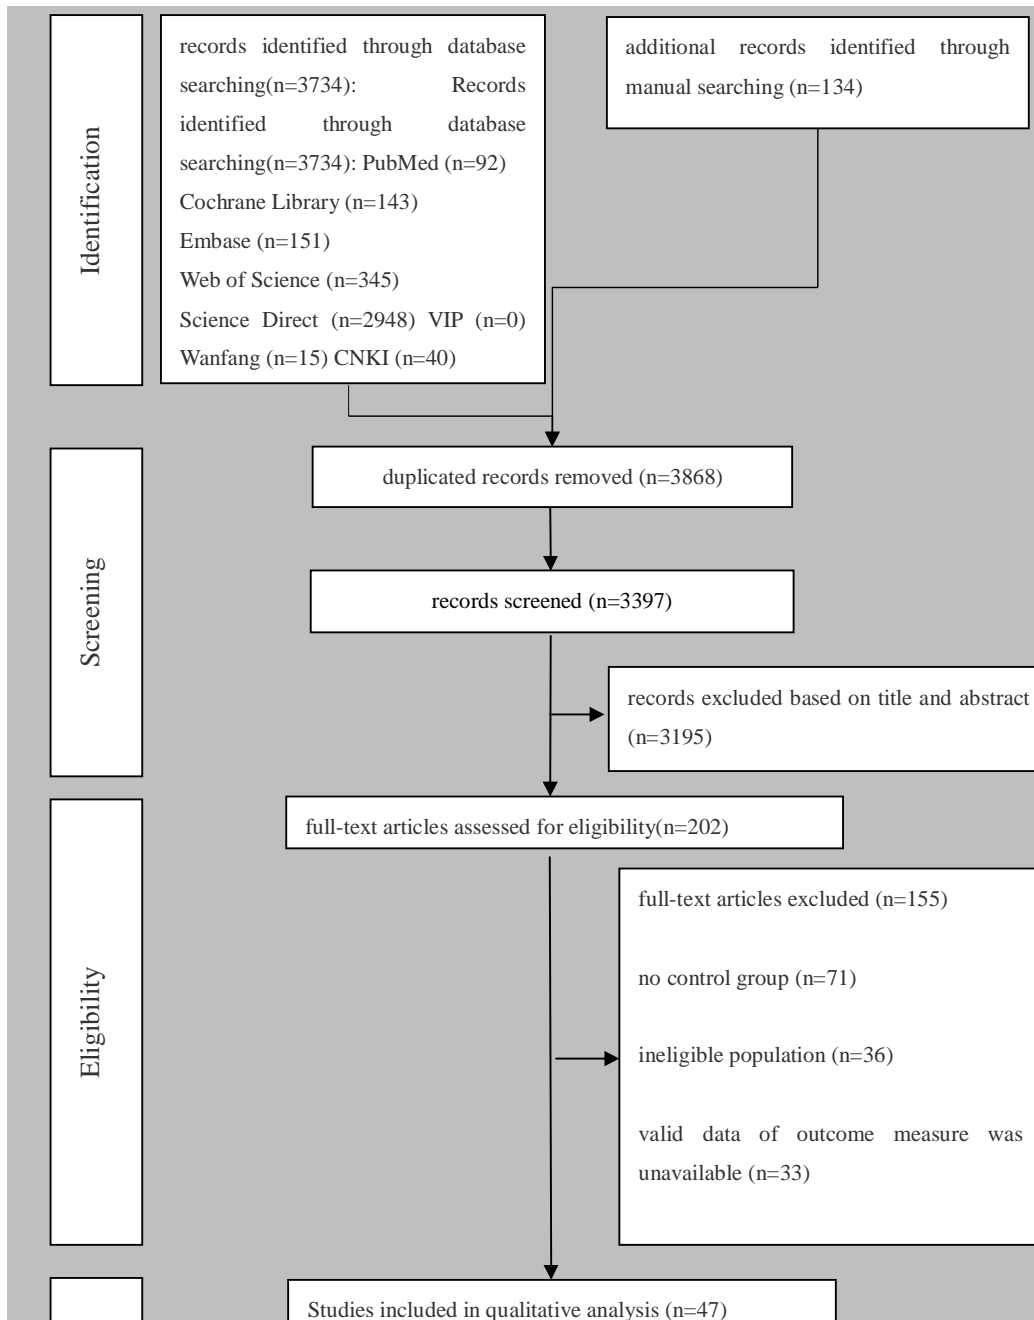 Identification
records identified through database
searching(n=3734): Records
identified through database
searching(n=3734): PubMed (n=92)
Cochrane Library (n=143)
Embase (n=151)
Web of Science (n=345)
Science Direct (n=2948) VIP (n=0)
Wanfang (n=15) CNKI (n=40)
additional records identified through
manual searching (n=134)
Screening
duplicated records removed (n=3868)
records screened (n=3397)
records excluded based on title and abstract
(n=3195)
Eligibility
full-text articles assessed for eligibility(n=202)
full-text articles excluded (n=155)
no control group (n=71)
ineligible population (n=36)
valid data of outcome measure was
unavailable (n=33)
Studies included in qualitative analysis (n=47)